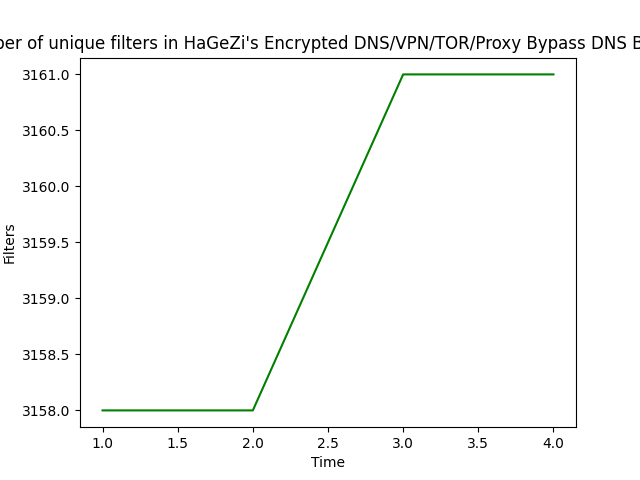 ber of unique filters in HaGeZi's Encrypted DNS/VPN/TOR/Proxy Bypass DNS B
3161.0
3160.5
3160.0
3159.5
3159.0
3158.5
3158.0
Filters
1.0 1.5 2.0 2.5 3.0 3.5 4.0
Time